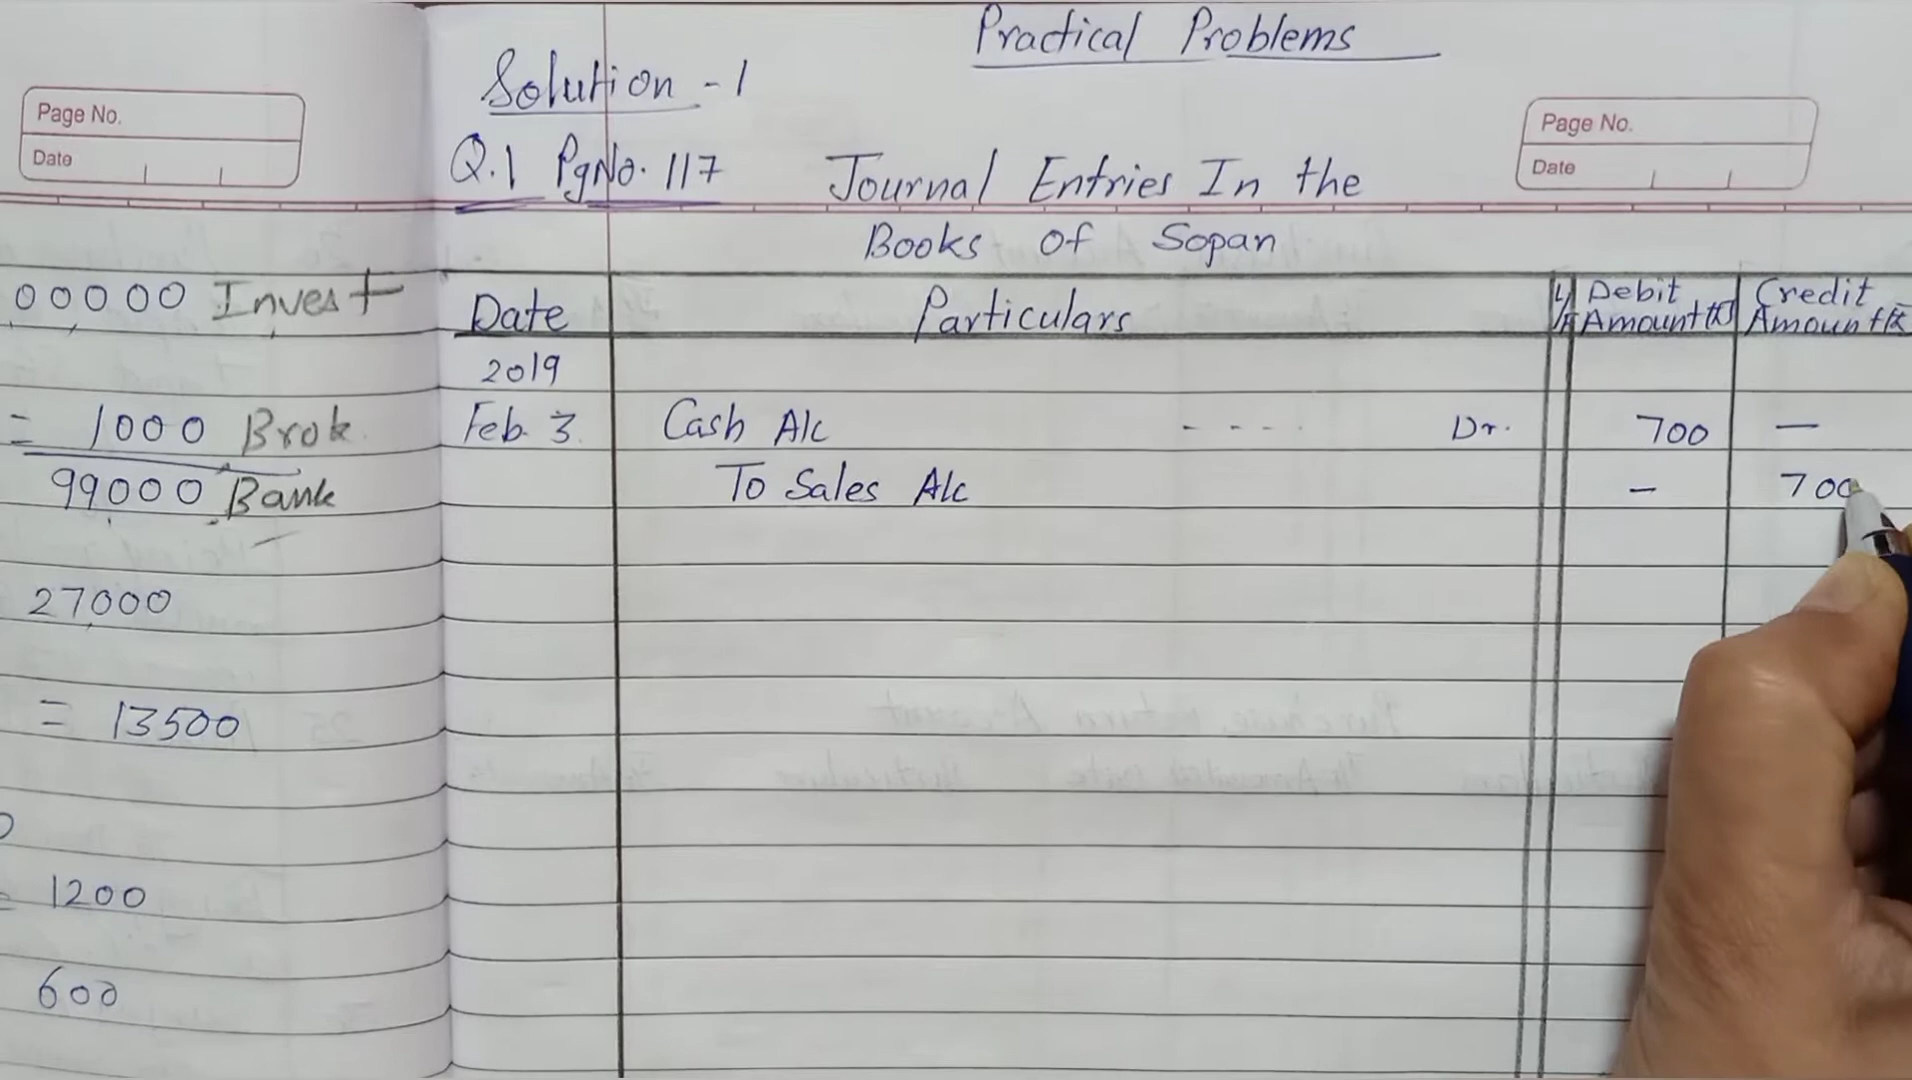 Practical Problems
Solution - 1
Page No.
Date
Page No.
Date
Q.1 PgNo. 117 Journal Entries In the
Books Of Sopan
00000 Invest
Date Particulars L/F Debit Amount(₹) Credit Amount(₹
2019
= 1000 Brok.
Feb. 3 Cash A/c - - - - Dr. 700 —
99000 Bank
To Sales A/c — 700
27000
= 13500
1200
600